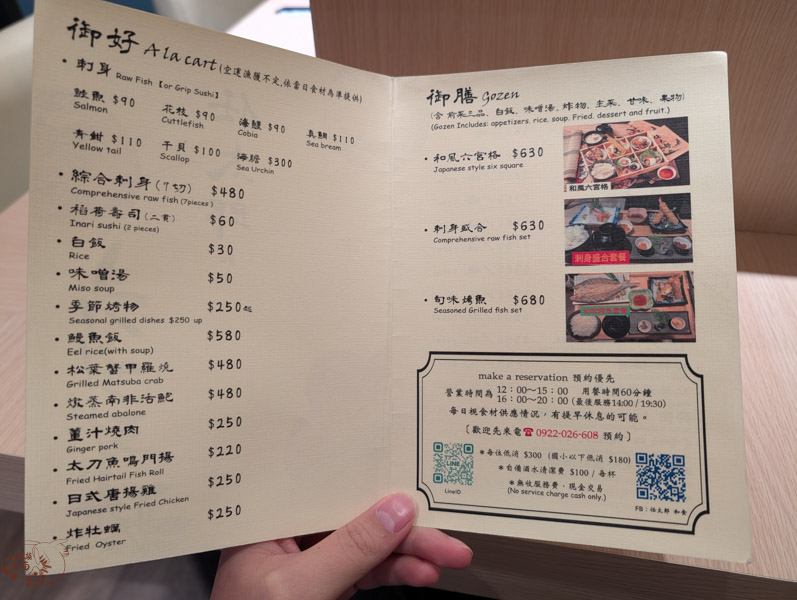 御好 A la cart (空運漁獲不定,依當日食材為準提供)
• 刺身 Raw Fish【or Grip Sushi】
鮭魚 $90 花枝 $90 海鱺 $90 真鯛 $110
Salmon Cuttlefish Cobia Sea bream
青魽 $110 干貝 $100 海膽 $300
Yellow tail Scallop Sea Urchin
• 綜合刺身(7切) $480
Comprehensive raw fish (7pieces)
• 稻荷壽司(二貫) $60
Inari sushi (2 pieces)
• 白飯 $30
Rice
• 味噌湯 $50
Miso soup
• 季節烤物 $250起
Seasonal grilled dishes $250 up
• 鰻魚飯 $580
Eel rice(with soup)
• 松葉蟹甲羅燒 $480
Grilled Matsuba crab
• 炊蒸南非活鮑 $480
Steamed abalone
• 薑汁燒肉 $250
Ginger pork
• 太刀魚鳴門揚 $220
Fried Hairtail Fish Roll
• 日式唐揚雞 $250
Japanese style Fried Chicken
• 炸牡蠣 $250
Fried Oyster
御膳 Gozen
(含 前菜三品、白飯、味噌湯、炸物、生菜、甘味、果物)
(Gozen Includes: appetizers. rice. soup. Fried. dessert and fruit.)
• 和風六宮格 $630
Japanese style six square
和風六宮格
• 刺身盛合 $630
Comprehensive raw fish set
刺身盛合套餐
• 旬味烤魚 $680
Seasoned Grilled fish set
make a reservation 預約優先
營業時間為 12：00～15：00 用餐時間60分鐘
16：00～20：00 (最後服務14:00 / 19:30)
每日視食材供應情況，有提早休息的可能。
〔歡迎先來電☎ 0922-026-608 預約〕
LINE
＊每位低消 $300 (國小以下低消 $180)
＊自備酒水清潔費 $100 / 每杯
＊無收服務費．現金交易
(No service charge cash only.)
LineID
FB：伍太郎 和食